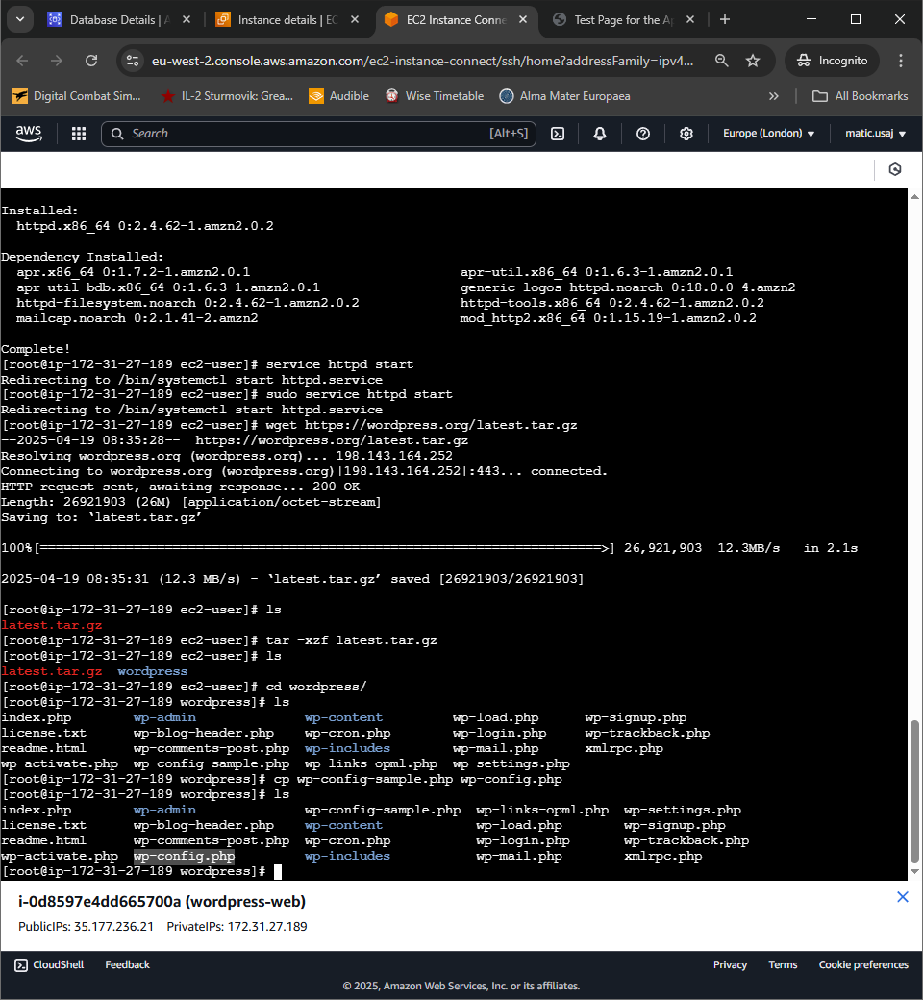 Database Details | A
Instance details | EC
EC2 Instance Conne
Test Page for the Ap
eu-west-2.console.aws.amazon.com/ec2-instance-connect/ssh/home?addressFamily=ipv4...
Incognito
Digital Combat Sim...
IL-2 Sturmovik: Grea...
Audible
Wise Timetable
Alma Mater Europaea
All Bookmarks
aws
Search
[Alt+S]
Europe (London)
matic.usaj
Installed:
httpd.x86_64 0:2.4.62-1.amzn2.0.2
Dependency Installed:
apr.x86_64 0:1.7.2-1.amzn2.0.1 apr-util.x86_64 0:1.6.3-1.amzn2.0.1
apr-util-bdb.x86_64 0:1.6.3-1.amzn2.0.1 generic-logos-httpd.noarch 0:18.0.0-4.amzn2
httpd-filesystem.noarch 0:2.4.62-1.amzn2.0.2 httpd-tools.x86_64 0:2.4.62-1.amzn2.0.2
mailcap.noarch 0:2.1.41-2.amzn2 mod_http2.x86_64 0:1.15.19-1.amzn2.0.2
Complete!
[root@ip-172-31-27-189 ec2-user]# service httpd start
Redirecting to /bin/systemctl start httpd.service
[root@ip-172-31-27-189 ec2-user]# sudo service httpd start
Redirecting to /bin/systemctl start httpd.service
[root@ip-172-31-27-189 ec2-user]# wget https://wordpress.org/latest.tar.gz
--2025-04-19 08:35:28-- https://wordpress.org/latest.tar.gz
Resolving wordpress.org (wordpress.org)... 198.143.164.252
Connecting to wordpress.org (wordpress.org)|198.143.164.252|:443... connected.
HTTP request sent, awaiting response... 200 OK
Length: 26921903 (26M) [application/octet-stream]
Saving to: ‘latest.tar.gz’
100%[========================================================================>] 26,921,903 12.3MB/s in 2.1s
2025-04-19 08:35:31 (12.3 MB/s) - ‘latest.tar.gz’ saved [26921903/26921903]
[root@ip-172-31-27-189 ec2-user]# ls
latest.tar.gz
[root@ip-172-31-27-189 ec2-user]# tar -xzf latest.tar.gz
[root@ip-172-31-27-189 ec2-user]# ls
latest.tar.gz wordpress
[root@ip-172-31-27-189 ec2-user]# cd wordpress/
[root@ip-172-31-27-189 wordpress]# ls
index.php wp-admin wp-content wp-load.php wp-signup.php
license.txt wp-blog-header.php wp-cron.php wp-login.php wp-trackback.php
readme.html wp-comments-post.php wp-includes wp-mail.php xmlrpc.php
wp-activate.php wp-config-sample.php wp-links-opml.php wp-settings.php
[root@ip-172-31-27-189 wordpress]# cp wp-config-sample.php wp-config.php
[root@ip-172-31-27-189 wordpress]# ls
index.php wp-admin wp-config-sample.php wp-links-opml.php wp-settings.php
license.txt wp-blog-header.php wp-content wp-load.php wp-signup.php
readme.html wp-comments-post.php wp-cron.php wp-login.php wp-trackback.php
wp-activate.php wp-config.php wp-includes wp-mail.php xmlrpc.php
[root@ip-172-31-27-189 wordpress]#
i-0d8597e4dd665700a (wordpress-web)
PublicIPs: 35.177.236.21 PrivateIPs: 172.31.27.189
CloudShell
Feedback
Privacy
Terms
Cookie preferences
© 2025, Amazon Web Services, Inc. or its affiliates.